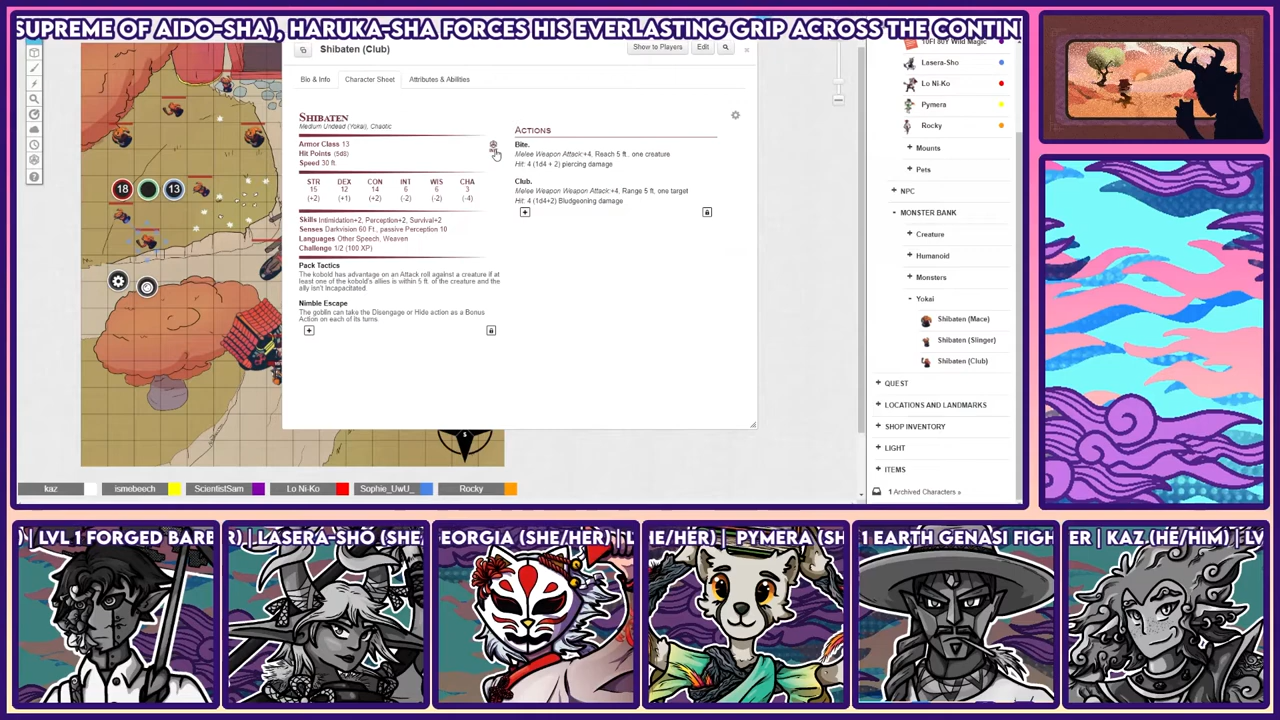 SUPREME OF AIDO-SHA), HARUKA-SHA FORCES HIS EVERLASTING GRIP ACROSS THE CONTIN
Shibaten (Club)
Show to Players
Edit
Bio & Info
Character Sheet
Attributes & Abilities
SHIBATEN
Medium Undead (Yokai), Chaotic
Armor Class 13
Hit Points (5d8)
Speed 30 ft.
STR DEX CON INT WIS CHA
15 12 14 6 6 3
(+2) (+1) (+2) (-2) (-2) (-4)
Skills Intimidation+2, Perception+2, Survival+2
Senses Darkvision 60 Ft., passive Perception 10
Languages Other Speech, Weaven
Challenge 1/2 (100 XP)
Pack Tactics
The kobold has advantage on an Attack roll against a creature if at
least one of the kobold's allies is within 5 ft. of the creature and the
ally isn't Incapacitated.
Nimble Escape
The goblin can take the Disengage or Hide action as a Bonus
Action on each of its turns.
ACTIONS
Bite.
Melee Weapon Attack:+4, Reach 5 ft., one creature
Hit: 4 (1d4 + 2) piercing damage
Club.
Melee Weapon Weapon Attack:+4, Range 5 ft, one target
Hit: 4 (1d4+2) Bludgeoning damage
18
13
10FI 80Y Wild Magic
Lasera-Sho
Lo Ni-Ko
Pymera
Rocky
Mounts
Pets
NPC
MONSTER BANK
Creature
Humanoid
Monsters
Yokai
Shibaten (Mace)
Shibaten (Slinger)
Shibaten (Club)
QUEST
LOCATIONS AND LANDMARKS
SHOP INVENTORY
LIGHT
ITEMS
1 Archived Characters »
S
kaz
ismebeech
ScientistSam
Lo Ni-Ko
Sophie_UwU_
Rocky
) | LVL 1 FORGED BARB
R) | LASERA-SHO (SHE/
GEORGIA (SHE/HER) | L
HE/HER) | PYMERA (SH
1 EARTH GENASI FIGH
ER | KAZ (HE/HIM) | LV